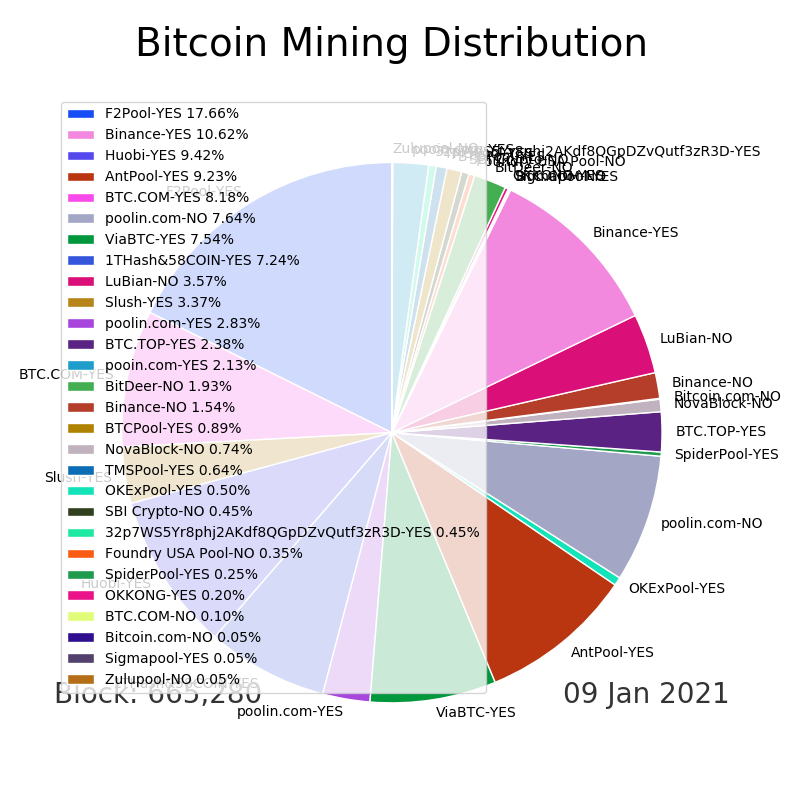 Bitcoin Mining Distribution
F2Pool-YES 17.66%
Binance-YES 10.62%
Huobi-YES 9.42%
AntPool-YES 9.23%
BTC.COM-YES 8.18%
poolin.com-NO 7.64%
ViaBTC-YES 7.54%
1THash&58COIN-YES 7.24%
LuBian-NO 3.57%
Slush-YES 3.37%
poolin.com-YES 2.83%
BTC.TOP-YES 2.38%
pooin.com-YES 2.13%
BitDeer-NO 1.93%
Binance-NO 1.54%
BTCPool-YES 0.89%
NovaBlock-NO 0.74%
TMSPool-YES 0.64%
OKExPool-YES 0.50%
SBI Crypto-NO 0.45%
32p7WS5Yr8phj2AKdf8QGpDZvQutf3zR3D-YES 0.45%
Foundry USA Pool-NO 0.35%
SpiderPool-YES 0.25%
OKKONG-YES 0.20%
BTC.COM-NO 0.10%
Bitcoin.com-NO 0.05%
Sigmapool-YES 0.05%
Zulupool-NO 0.05%
Zulupool-NO
BitDeer-NO
Binance-YES
LuBian-NO
Binance-NO
Bitcoin.com-NO
NovaBlock-NO
BTC.TOP-YES
SpiderPool-YES
poolin.com-NO
OKExPool-YES
AntPool-YES
ViaBTC-YES
poolin.com-YES
Huobi-YES
Slush-YES
BTC.COM-YES
F2Pool-YES
Block: 665,280
09 Jan 2021